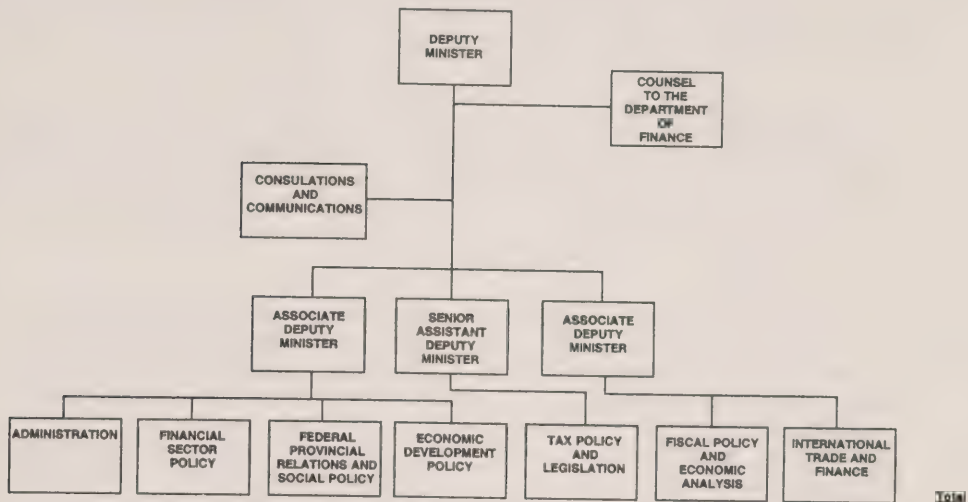 DEPUTY
MINISTER
COUNSEL
TO THE
DEPARTMENT
OF
FINANCE
CONSULATIONS
AND
COMMUNICATIONS
ASSOCIATE
DEPUTY
MINISTER
SENIOR
ASSISTANT
DEPUTY
MINISTER
ASSOCIATE
DEPUTY
MINISTER
ADMINISTRATION
FINANCIAL
SECTOR
POLICY
FEDERAL
PROVINCIAL
RELATIONS AND
SOCIAL POLICY
ECONOMIC
DEVELOPMENT
POLICY
TAX POLICY
AND
LEGISLATION
FISCAL POLICY
AND
ECONOMIC
ANALYSIS
INTERNATIONAL
TRADE AND
FINANCE